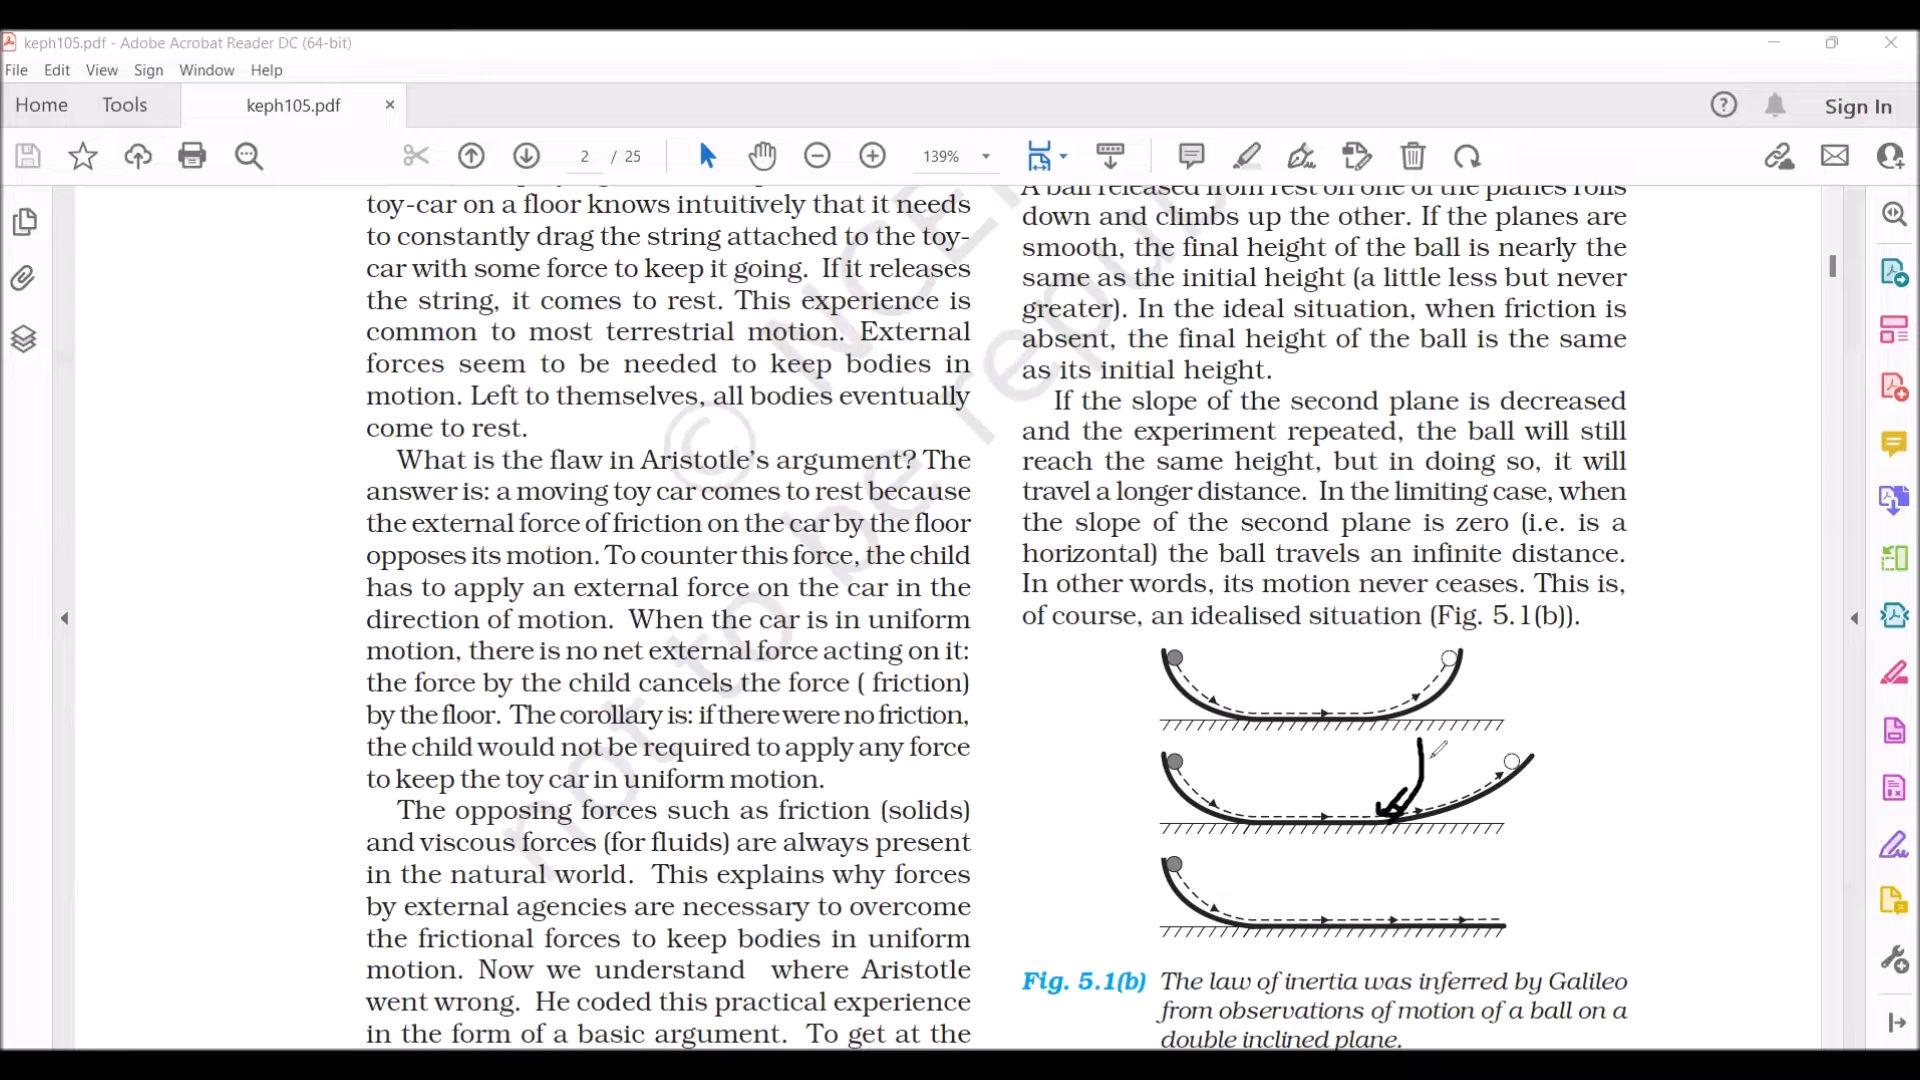 keph105.pdf - Adobe Acrobat Reader DC (64-bit)
File Edit View Sign Window Help
Home Tools keph105.pdf × Sign In
2 / 25 139%
toy-car on a floor knows intuitively that it needs
to constantly drag the string attached to the toy-
car with some force to keep it going. If it releases
the string, it comes to rest. This experience is
common to most terrestrial motion. External
forces seem to be needed to keep bodies in
motion. Left to themselves, all bodies eventually
come to rest.
What is the flaw in Aristotle's argument? The
answer is: a moving toy car comes to rest because
the external force of friction on the car by the floor
opposes its motion. To counter this force, the child
has to apply an external force on the car in the
direction of motion. When the car is in uniform
motion, there is no net external force acting on it:
the force by the child cancels the force ( friction)
by the floor. The corollary is: if there were no friction,
the child would not be required to apply any force
to keep the toy car in uniform motion.
The opposing forces such as friction (solids)
and viscous forces (for fluids) are always present
in the natural world. This explains why forces
by external agencies are necessary to overcome
the frictional forces to keep bodies in uniform
motion. Now we understand where Aristotle
went wrong. He coded this practical experience
in the form of a basic argument. To get at the
A ball released from rest on one of the planes rolls
down and climbs up the other. If the planes are
smooth, the final height of the ball is nearly the
same as the initial height (a little less but never
greater). In the ideal situation, when friction is
absent, the final height of the ball is the same
as its initial height.
If the slope of the second plane is decreased
and the experiment repeated, the ball will still
reach the same height, but in doing so, it will
travel a longer distance. In the limiting case, when
the slope of the second plane is zero (i.e. is a
horizontal) the ball travels an infinite distance.
In other words, its motion never ceases. This is,
of course, an idealised situation (Fig. 5.1(b)).
Fig. 5.1(b) The law of inertia was inferred by Galileo
from observations of motion of a ball on a
double inclined plane.
© NCE
not to be repub